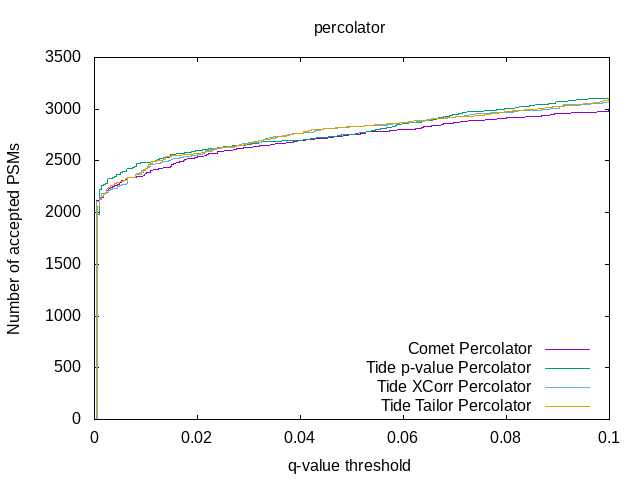 percolator
3500
3000
2500
2000
1500
1000
500
0
Number of accepted PSMs
Comet Percolator
Tide p-value Percolator
Tide XCorr Percolator
Tide Tailor Percolator
0 0.02 0.04 0.06 0.08 0.1
q-value threshold